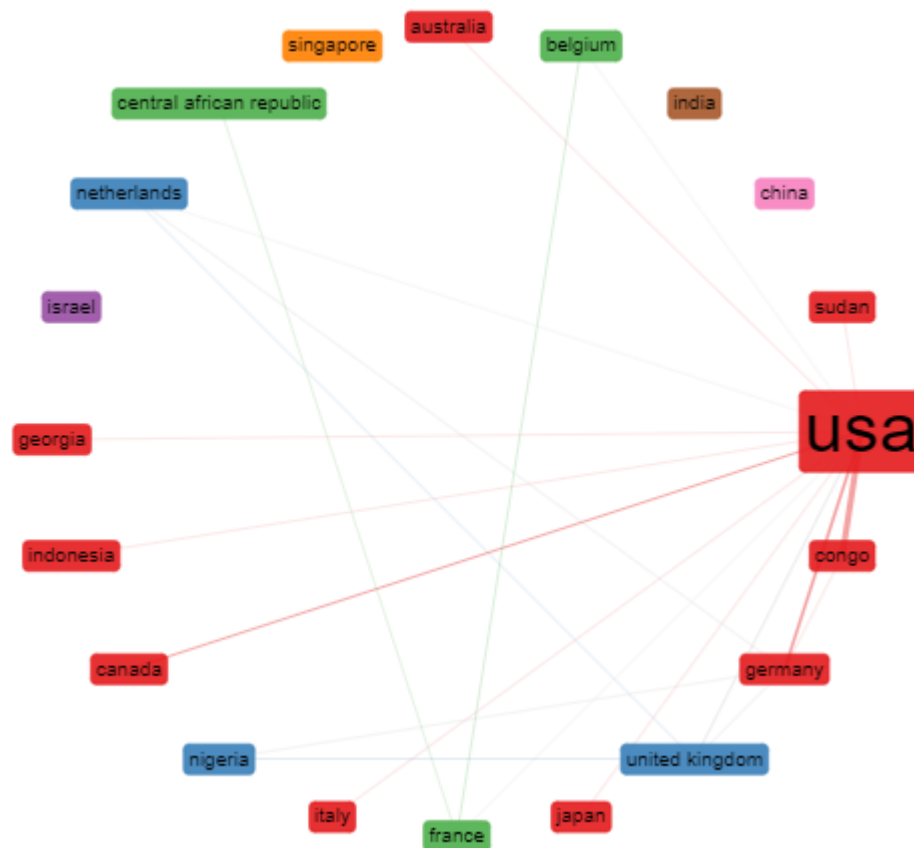 australia
singapore
belgium
central african republic
india
netherlands
china
israel
sudan
georgia
usa
indonesia
congo
canada
germany
nigeria
united kingdom
italy
japan
france